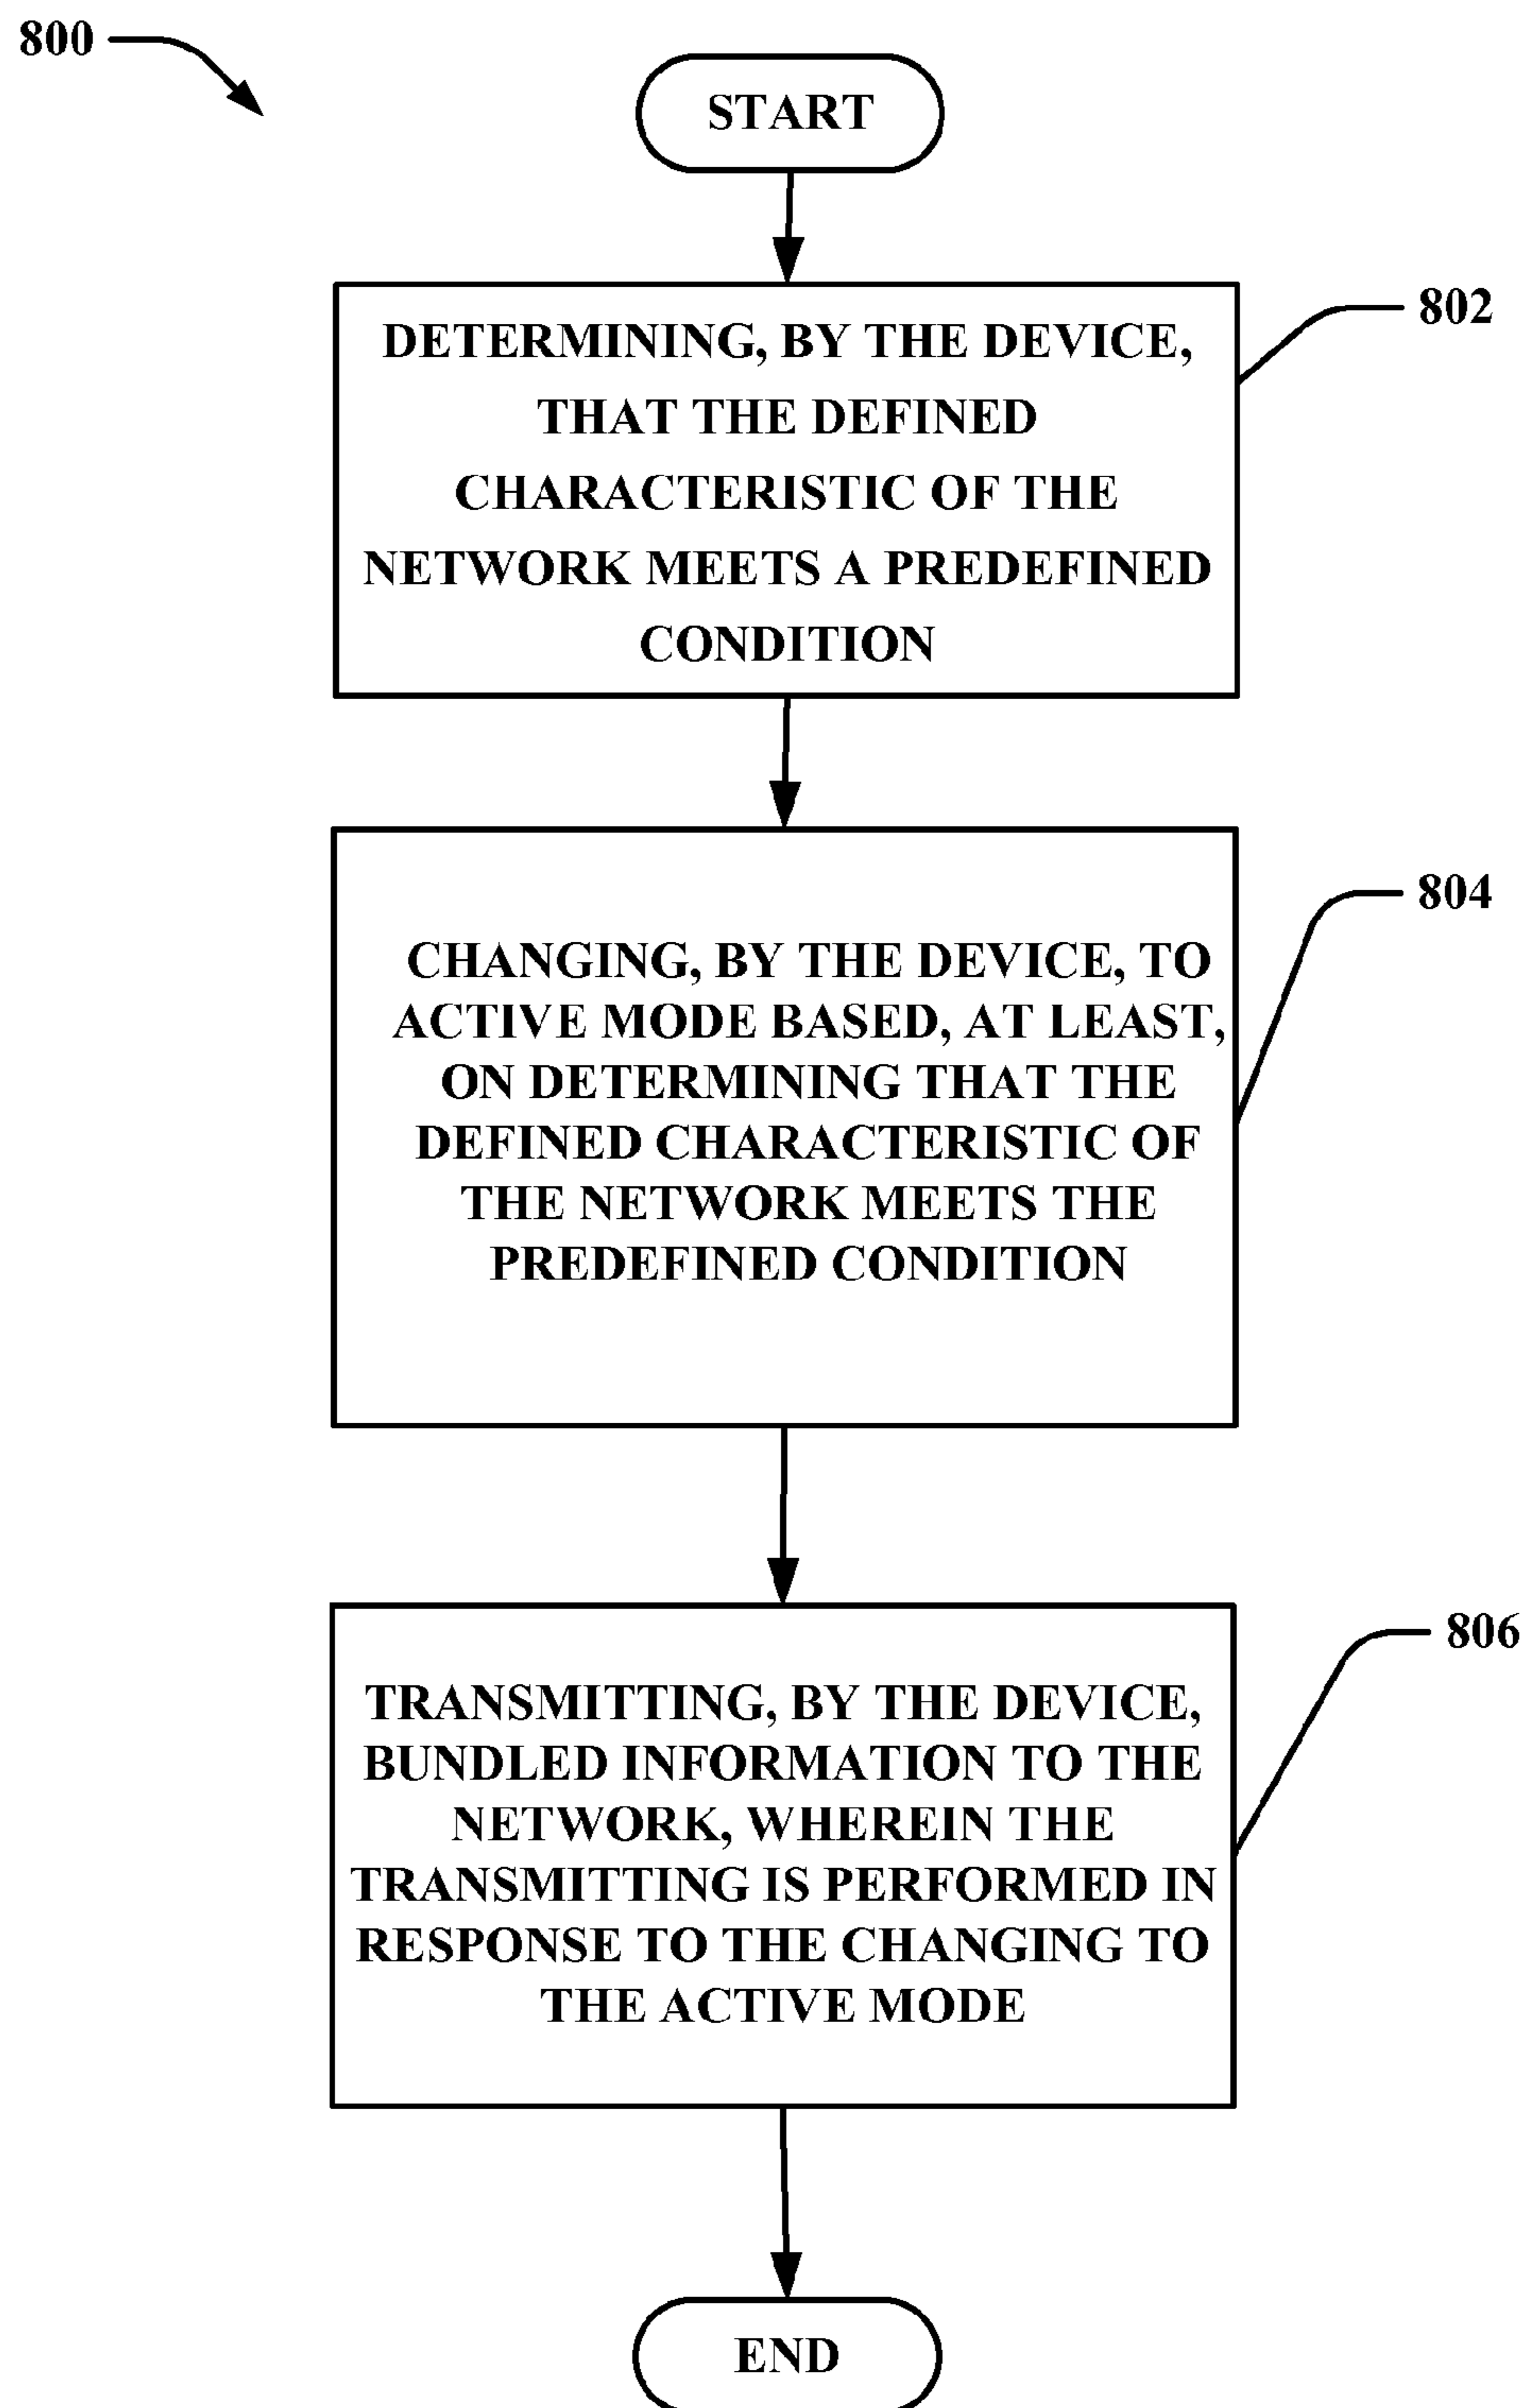 800
START
DETERMINING, BY THE DEVICE,
THAT THE DEFINED
CHARACTERISTIC OF THE
NETWORK MEETS A PREDEFINED
CONDITION
802
CHANGING, BY THE DEVICE, TO
ACTIVE MODE BASED, AT LEAST,
ON DETERMINING THAT THE
DEFINED CHARACTERISTIC OF
THE NETWORK MEETS THE
PREDEFINED CONDITION
804
TRANSMITTING, BY THE DEVICE,
BUNDLED INFORMATION TO THE
NETWORK, WHEREIN THE
TRANSMITTING IS PERFORMED IN
RESPONSE TO THE CHANGING TO
THE ACTIVE MODE
806
END